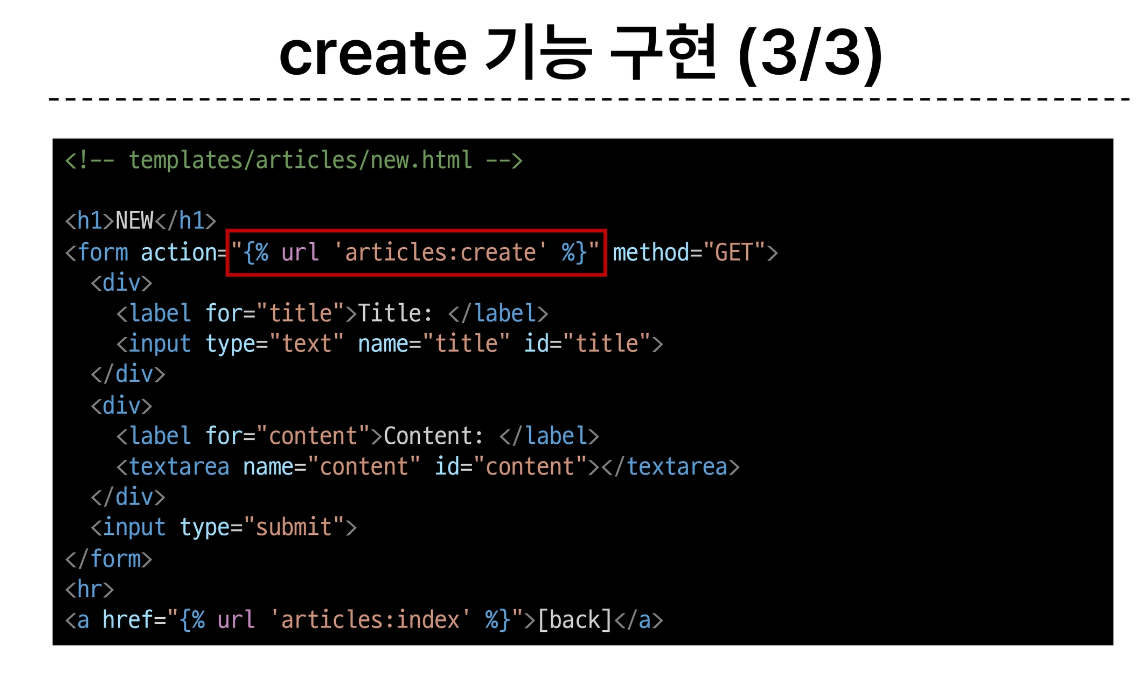 create 기능 구현 (3/3)
<!-- templates/articles/new.html -->
<h1>NEW</h1>
<form action="{% url 'articles:create' %}" method="GET">
<div>
<label for="title">Title: </label>
<input type="text" name="title" id="title">
</div>
<div>
<label for="content">Content: </label>
<textarea name="content" id="content"></textarea>
</div>
<input type="submit">
</form>
<hr>
<a href="{% url 'articles:index' %}">[back]</a>